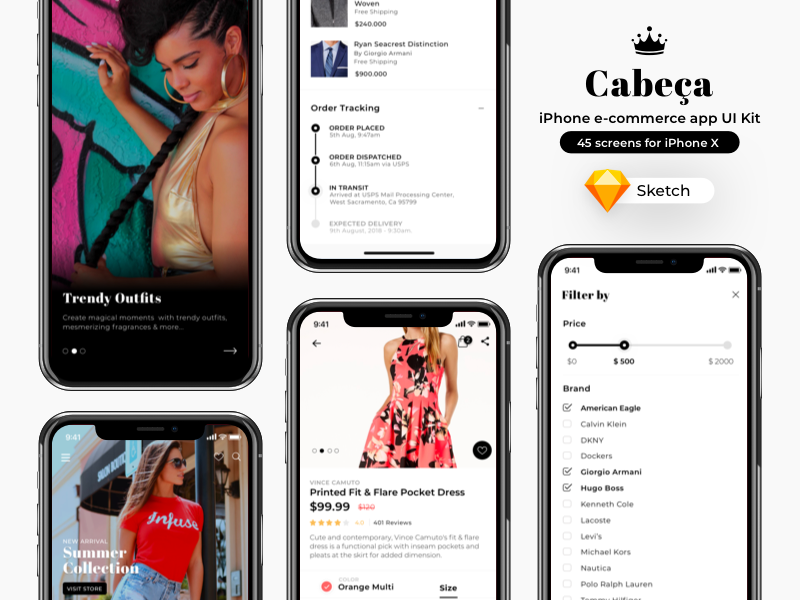 Trendy Outfits
Create magical moments with trendy outfits,
mesmerizing fragrances & more...
9:41
NEW ARRIVAL
Summer
Collection
VISIT STORE
Infuse
Woven
Free Shipping
$240.000
Ryan Seacrest Distinction
By Giorgio Armani
Free Shipping
$900.000
Order Tracking
ORDER PLACED
5th Aug, 9:47am
ORDER DISPATCHED
6th Aug, 11:15am via USPS
IN TRANSIT
Arrived at USPS Mail Processing Center,
West Sacramento, Ca 95799
EXPECTED DELIVERY
9th August, 2018 - 9:30am
9:41
2
VINCE CAMUTO
Printed Fit & Flare Pocket Dress
$99.99 $120
4.0 401 Reviews
Cute and contemporary, Vince Camuto's fit & flare
dress is a functional pick with inseam pockets and
pleats at the skirt for added dimension.
COLOR
Orange Multi
Size
Cabeça
iPhone e-commerce app UI Kit
45 screens for iPhone X
Sketch
9:41
Filter by
Price
$0 $ 500 $ 2000
Brand
American Eagle
Calvin Klein
DKNY
Dockers
Giorgio Armani
Hugo Boss
Kenneth Cole
Lacoste
Levi's
Michael Kors
Nautica
Polo Ralph Lauren
Tommy Hilfiger